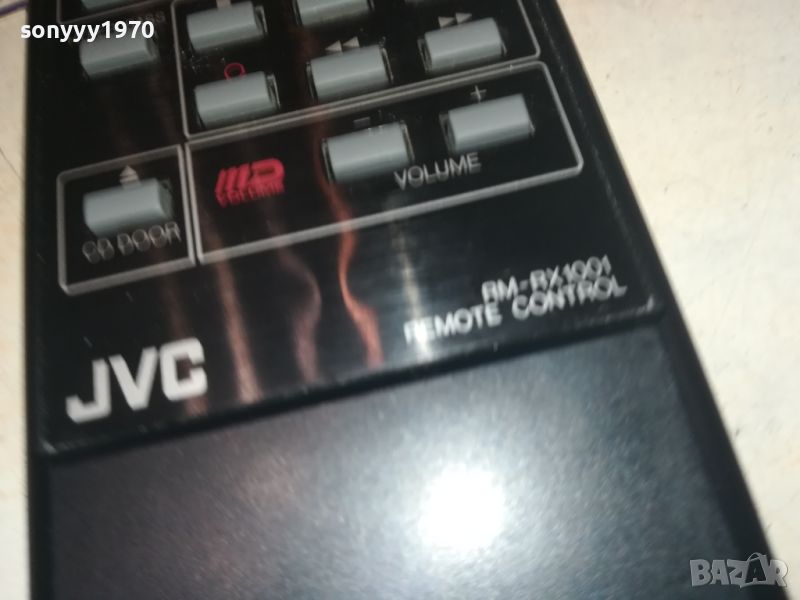 sonyyy1970
+
-
VOLUME
CD DOOR
RM-RX1001
REMOTE CONTROL
JVC
BAZAR